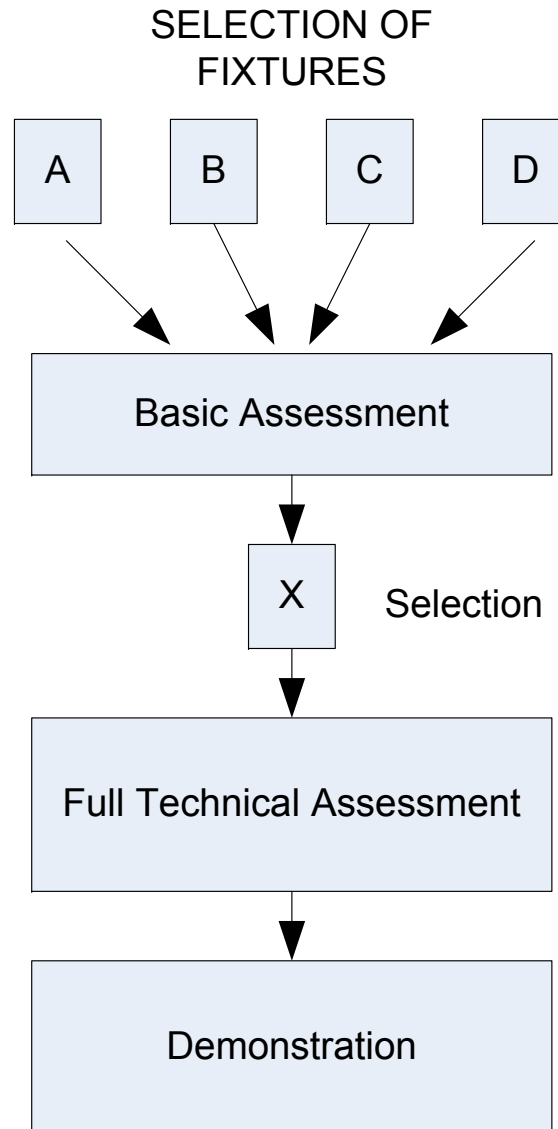 SELECTION OF
FIXTURES
A
B
C
D
Basic Assessment
X
Selection
Full Technical Assessment
Demonstration